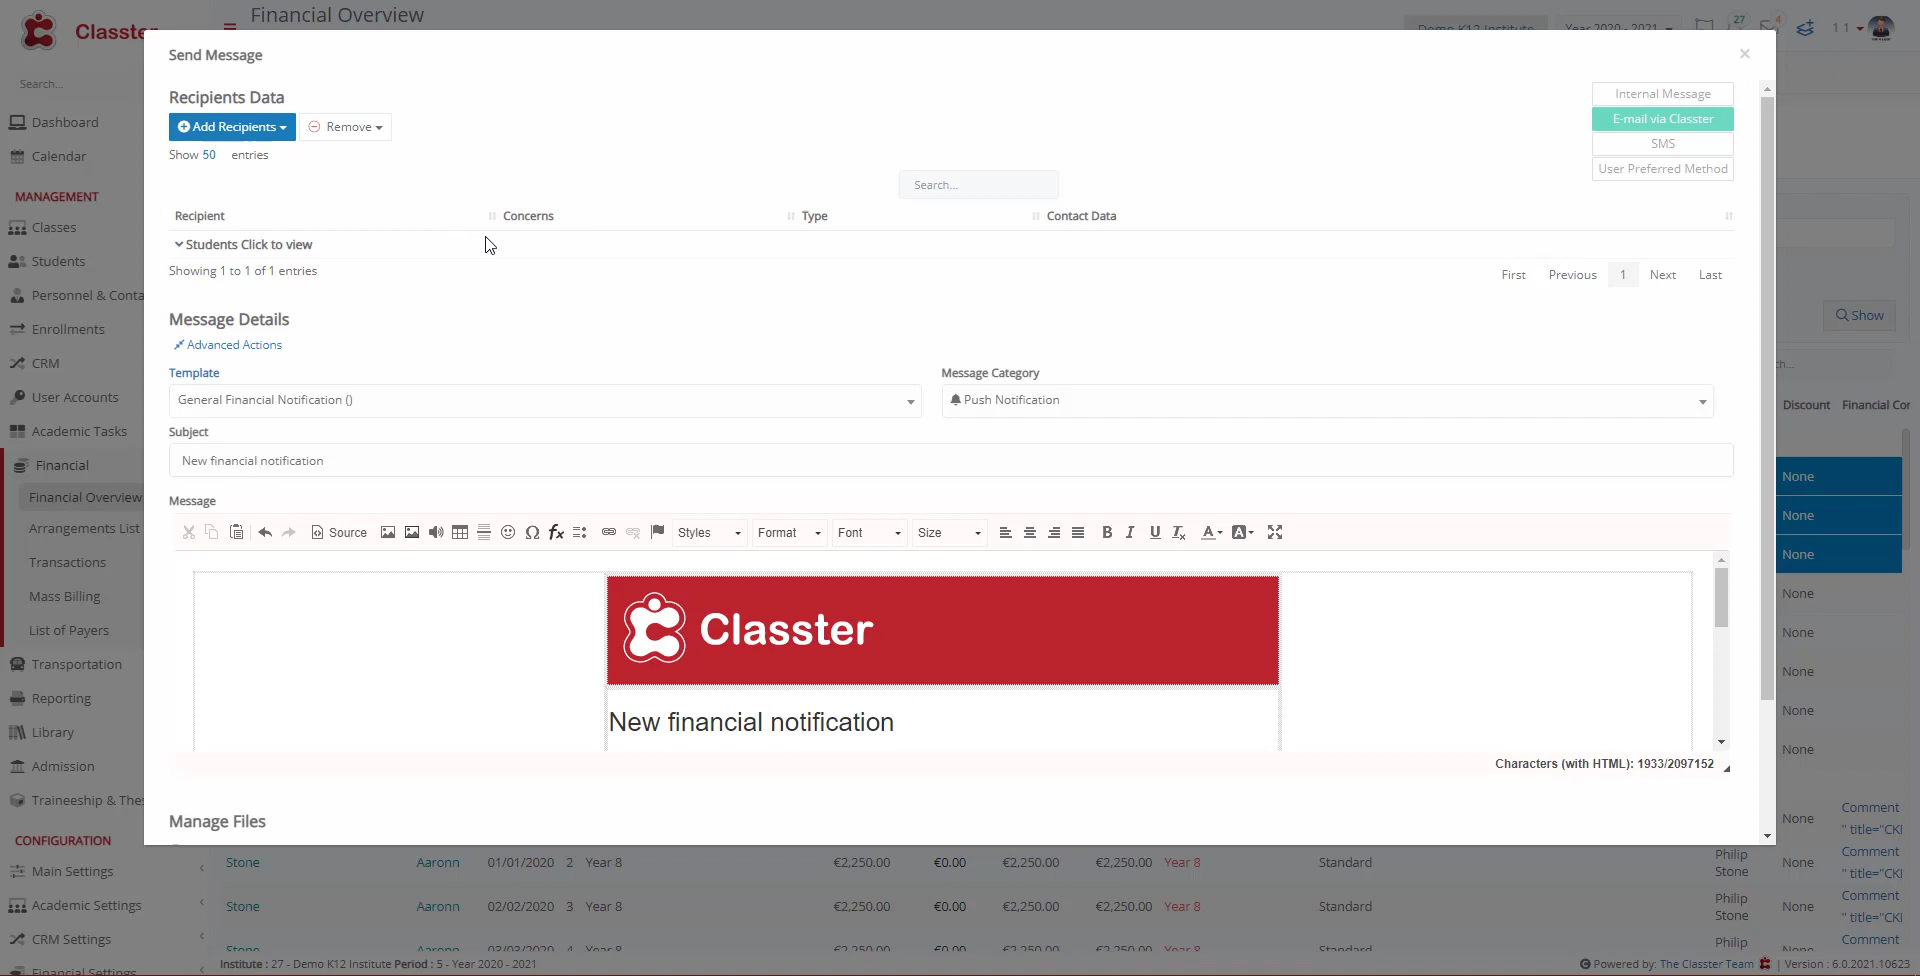 Classter
Financial Overview
Demo K12 Institute
Year 2020 - 2021
27
4
1 1
Search...
Dashboard
Calendar
MANAGEMENT
Classes
Students
Personnel & Conta
Enrollments
CRM
User Accounts
Academic Tasks
Financial
Financial Overview
Arrangements List
Transactions
Mass Billing
List of Payers
Transportation
Reporting
Library
Admission
Traineeship & The
CONFIGURATION
Main Settings
Academic Settings
CRM Settings
Financial Settings
Send Message
×
Recipients Data
Add Recipients
Remove
Show 50 entries
Internal Message
E-mail via Classter
SMS
User Preferred Method
Search...
Recipient Concerns Type Contact Data
Students Click to view
Showing 1 to 1 of 1 entries
First Previous 1 Next Last
Message Details
Advanced Actions
Template
General Financial Notification ()
Message Category
Push Notification
Subject
New financial notification
Message
Source Styles Format Font Size
Classter
New financial notification
Characters (with HTML): 1933/2097152
Manage Files
Show
Discount Financial Cor
None
None
None
None
None
None
None
None
None Comment
" title="CKI
Stone Aaronn 01/01/2020 2 Year 8 €2,250.00 €0.00 €2,250.00 €2,250.00 Year 8 Standard Philip Stone None Comment
" title="CKI
Stone Aaronn 02/02/2020 3 Year 8 €2,250.00 €0.00 €2,250.00 €2,250.00 Year 8 Standard Philip Stone None Comment
" title="CKI
Stone Aaronn 03/03/2020 4 Year 8 €2,250.00 €0.00 €2,250.00 €2,250.00 Year 8 Standard Philip None Comment
Institute : 27 - Demo K12 Institute Period : 5 - Year 2020 - 2021
Powered by: The Classter Team | Version : 6.0.2021.10623